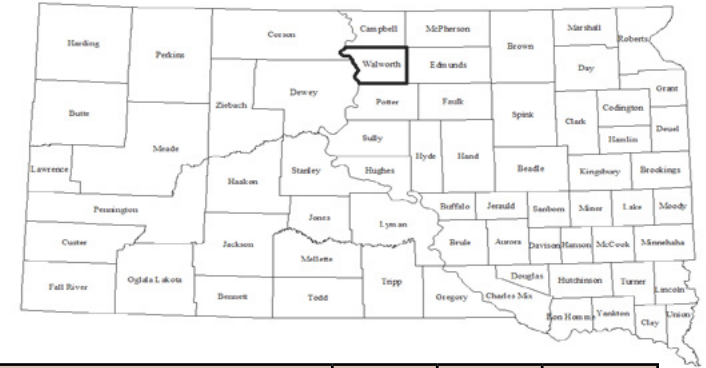 Harding
Perkins
Corson
Campbell
McPherson
Brown
Marshall
Roberts
Walworth
Edmunds
Day
Grant
Butte
Ziebach
Dewey
Potter
Faulk
Spink
Clark
Codington
Deuel
Hamlin
Meade
Sully
Lawrence
Haakon
Stanley
Hughes
Hyde
Hand
Beadle
Kingsbury
Brookings
Pennington
Jones
Lyman
Buffalo
Jerauld
Sanborn
Miner
Lake
Moody
Custer
Jackson
Mellette
Brule
Aurora
Davison
Hanson
McCook
Minnehaha
Fall River
Oglala Lakota
Bennett
Todd
Tripp
Gregory
Charles Mix
Douglas
Hutchinson
Turner
Lincoln
Bon Homme
Yankton
Clay
Union